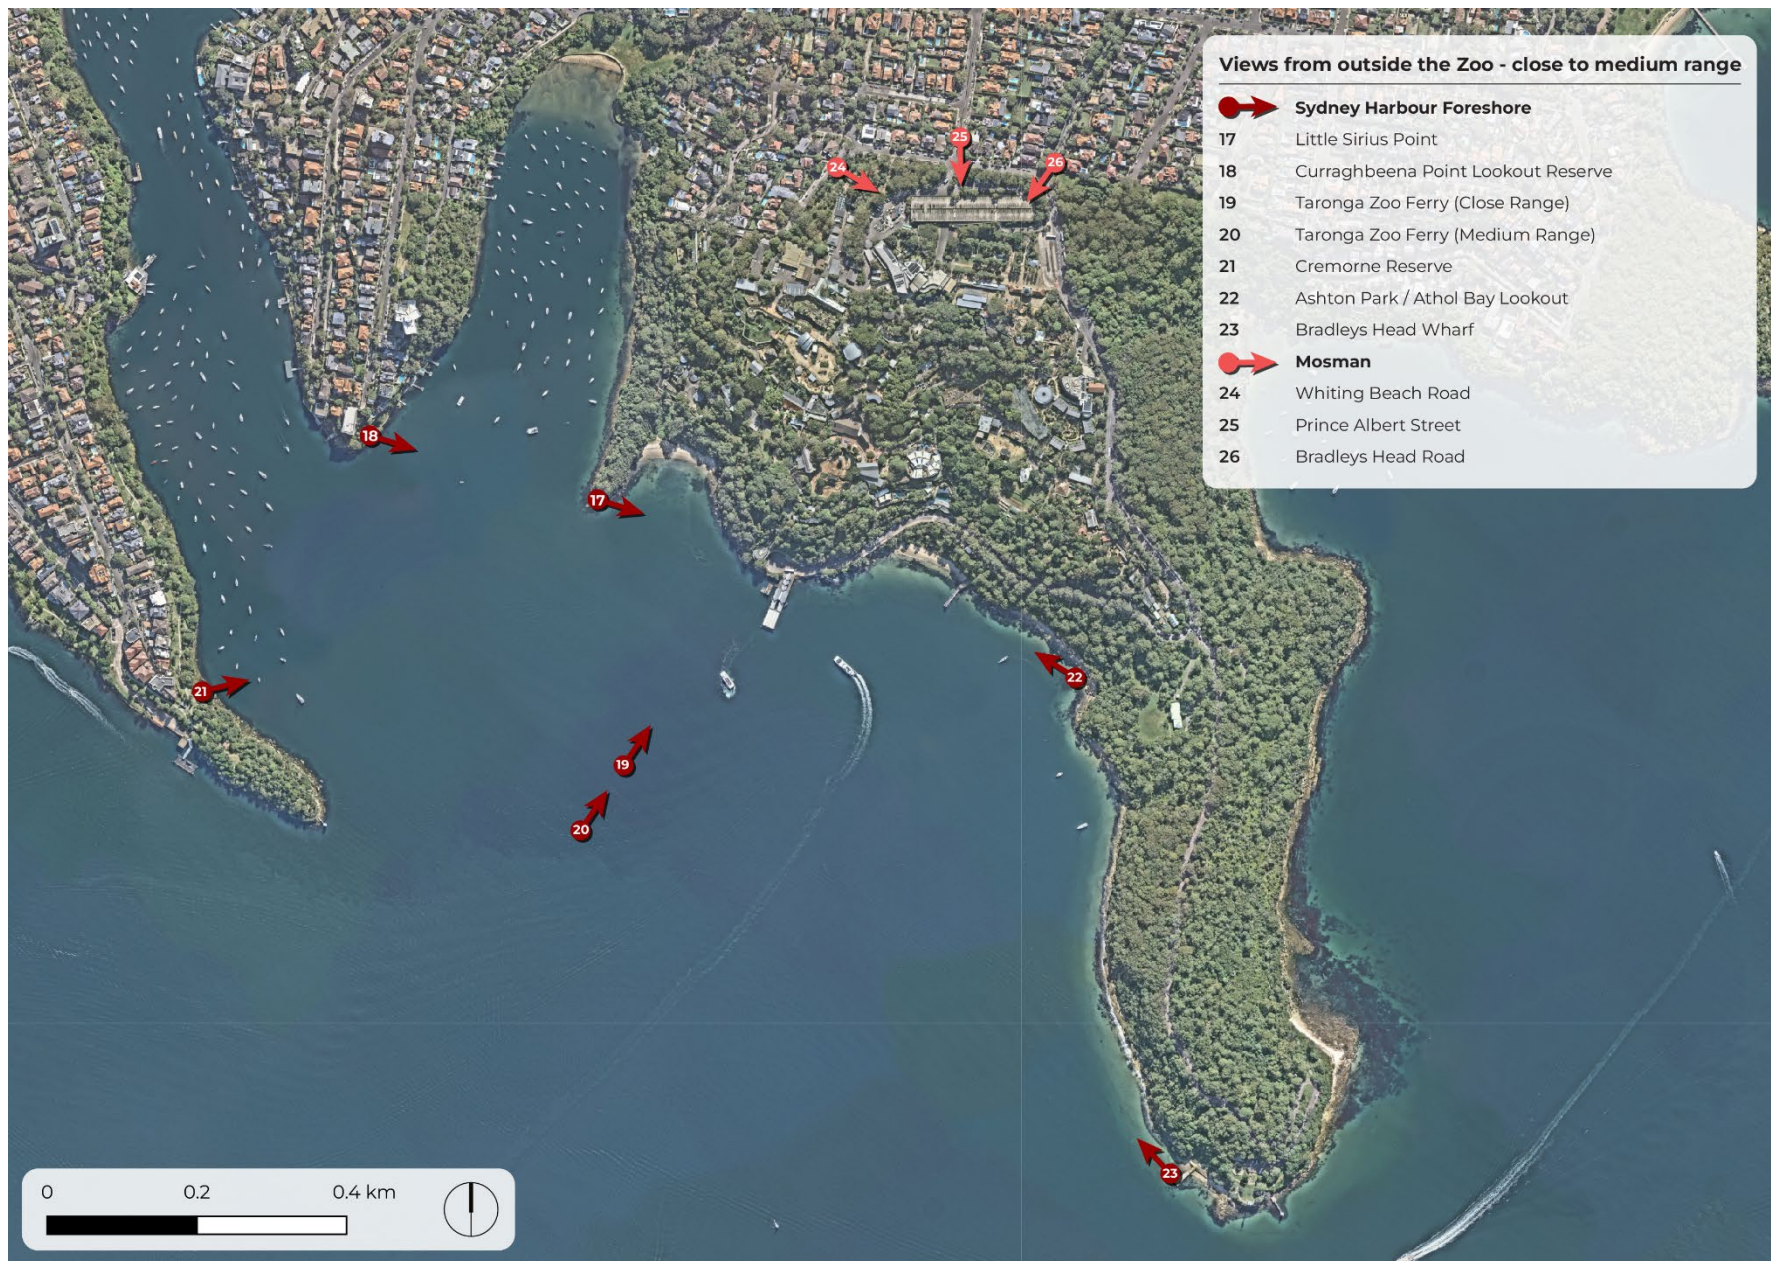 Views from outside the Zoo - close to medium range
Sydney Harbour Foreshore
17 Little Sirius Point
18 Curraghbeena Point Lookout Reserve
19 Taronga Zoo Ferry (Close Range)
20 Taronga Zoo Ferry (Medium Range)
21 Cremorne Reserve
22 Ashton Park / Athol Bay Lookout
23 Bradleys Head Wharf
Mosman
24 Whiting Beach Road
25 Prince Albert Street
26 Bradleys Head Road
25
24
26
18
17
22
21
19
20
23
0 0.2 0.4 km